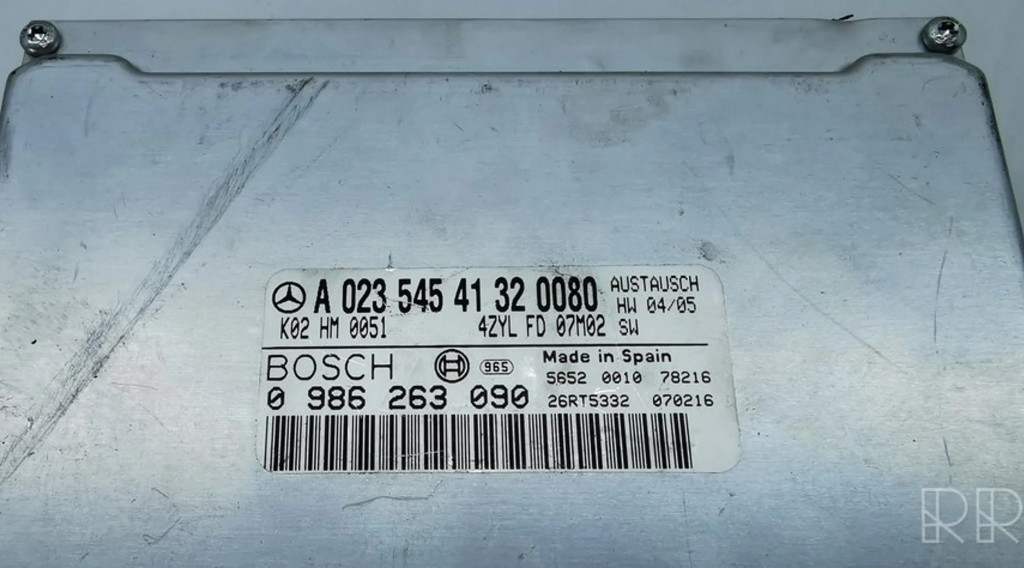 A 023 545 41 32 0080 AUSTAUSCH
HW 04/05
K02 HM 0051 4ZYL FD 07M02 SW
BOSCH 965 Made in Spain
5652 0010 78216
0 986 263 090 26RT5332 070216
RR